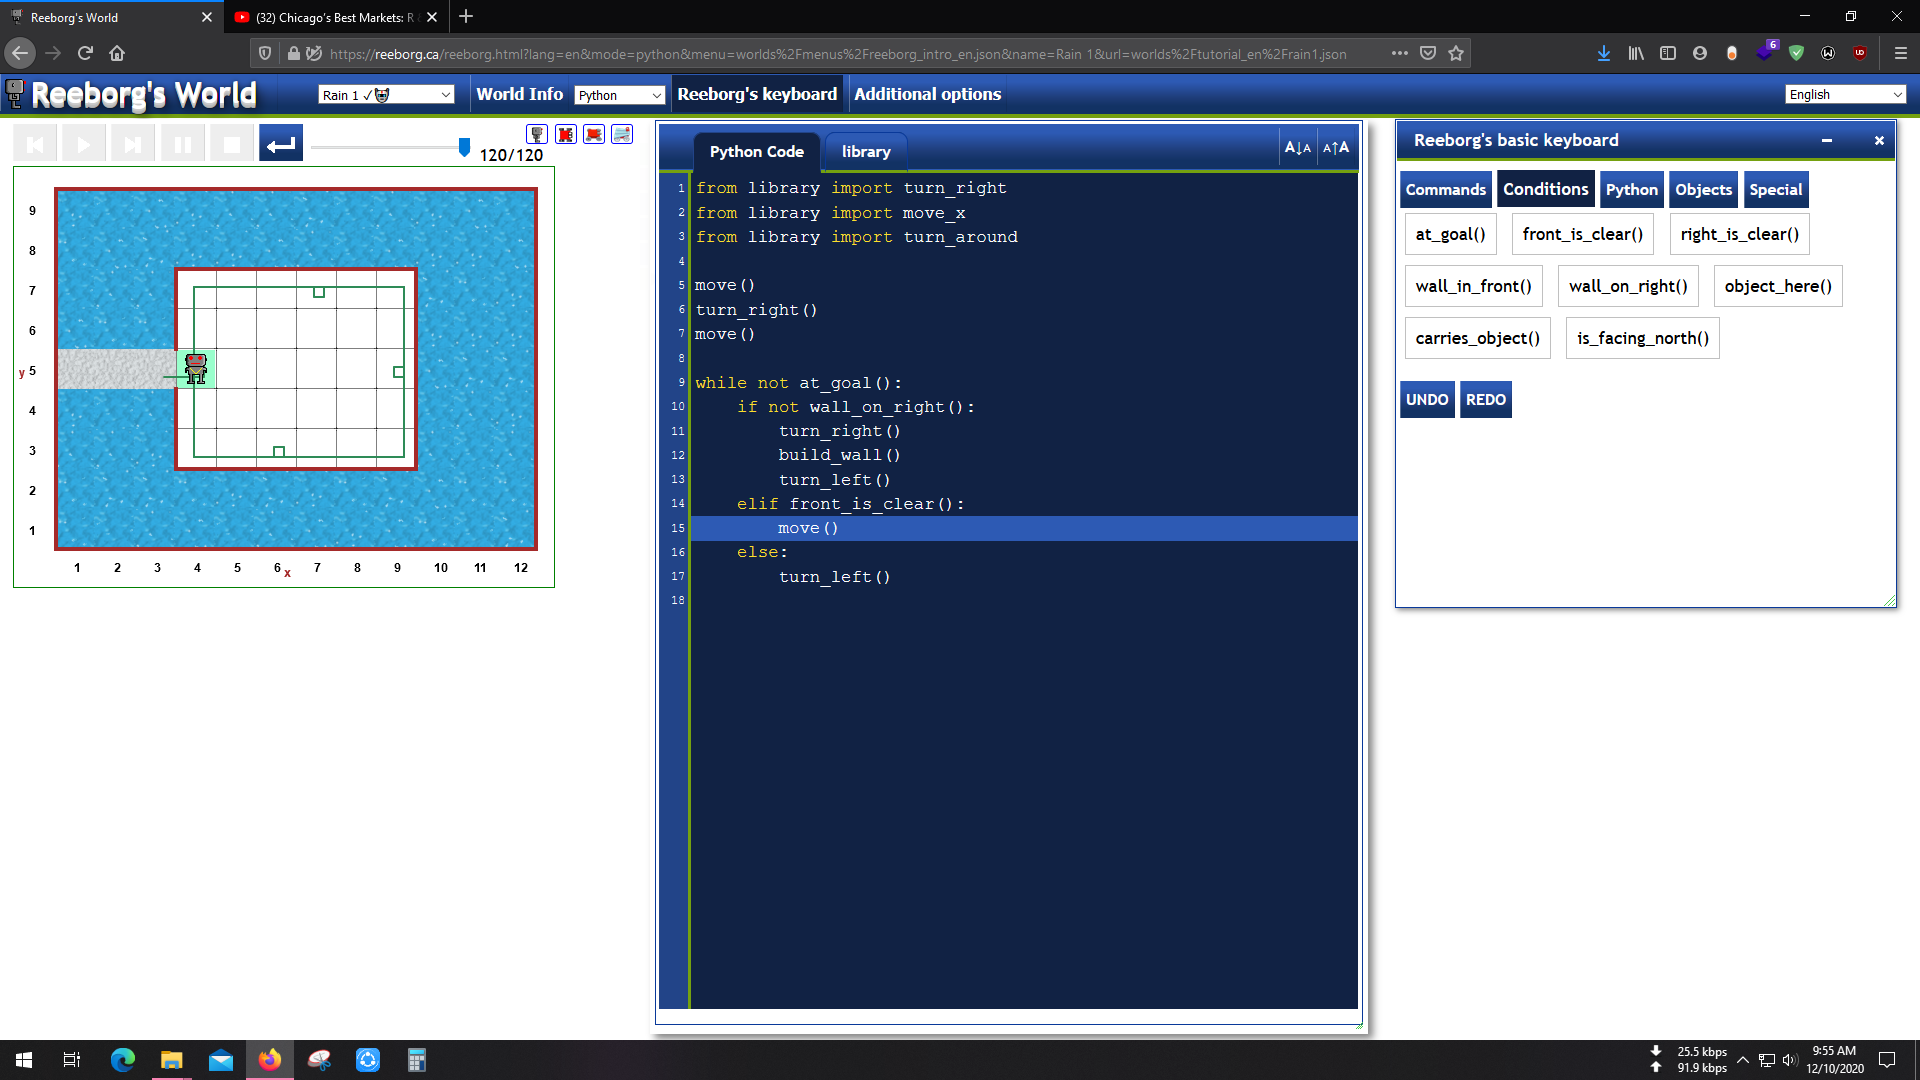 Reeborg's World
(32) Chicago's Best Markets: R
https://reeborg.ca/reeborg.html?lang=en&mode=python&menu=worlds%2Fmenus%2Freeborg_intro_en.json&name=Rain 1&url=worlds%2Ftutorial_en%2Frain1.json
6
Reeborg's World
Rain 1 ✓
World Info
Python
Reeborg's keyboard
Additional options
English
120/120
9
8
7
6
y 5
4
3
2
1
1 2 3 4 5 6 x 7 8 9 10 11 12
Python Code
library
A↓A
A↑A
1 from library import turn_right
2 from library import move_x
3 from library import turn_around
4
5 move()
6 turn_right()
7 move()
8
9 while not at_goal():
10 if not wall_on_right():
11 turn_right()
12 build_wall()
13 turn_left()
14 elif front_is_clear():
15 move()
16 else:
17 turn_left()
18
Reeborg's basic keyboard
Commands Conditions Python Objects Special
at_goal() front_is_clear() right_is_clear()
wall_in_front() wall_on_right() object_here()
carries_object() is_facing_north()
UNDO REDO
25.5 kbps
91.9 kbps
9:55 AM
12/10/2020